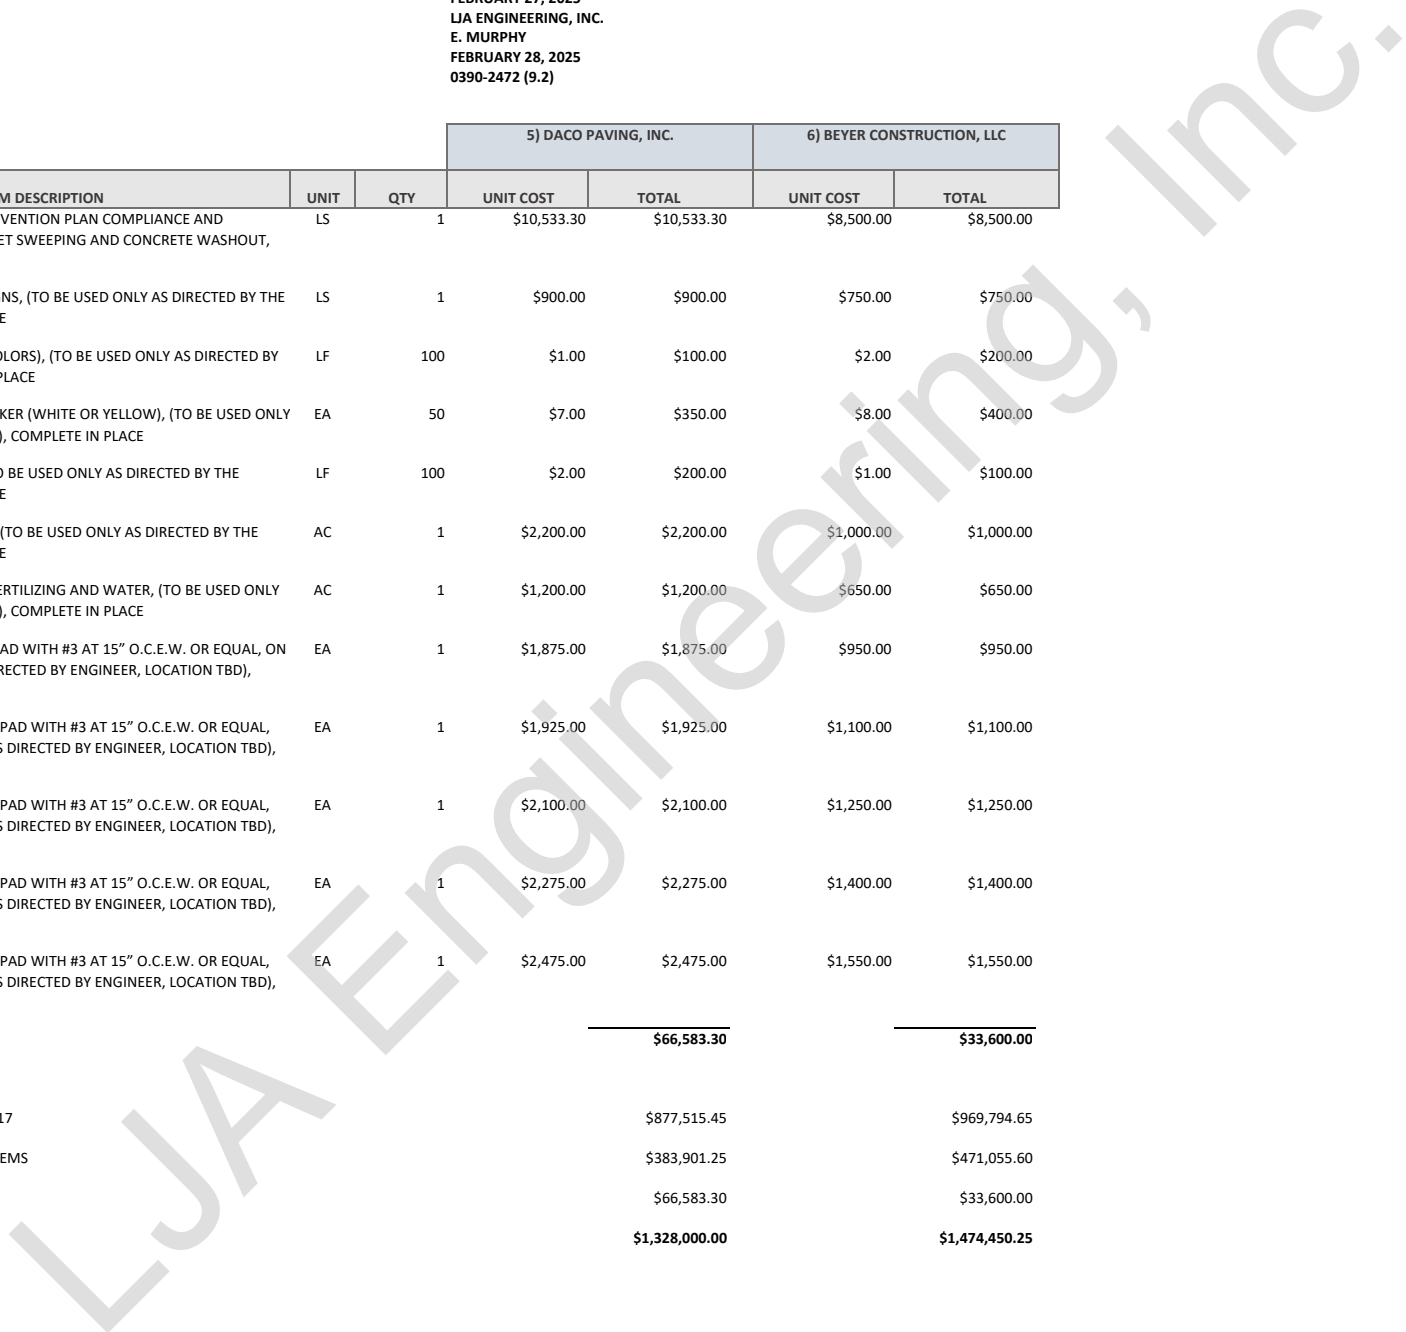 FEBRUARY 27, 2025
LJA ENGINEERING, INC.
E. MURPHY
FEBRUARY 28, 2025
0390-2472 (9.2)
5) DACO PAVING, INC. 6) BEYER CONSTRUCTION, LLC
M DESCRIPTION UNIT QTY UNIT COST TOTAL UNIT COST TOTAL
VENTION PLAN COMPLIANCE AND LS 1 $10,533.30 $10,533.30 $8,500.00 $8,500.00
ET SWEEPING AND CONCRETE WASHOUT,
NS, (TO BE USED ONLY AS DIRECTED BY THE LS 1 $900.00 $900.00 $750.00 $750.00
E
OLORS), (TO BE USED ONLY AS DIRECTED BY LF 100 $1.00 $100.00 $2.00 $200.00
PLACE
KER (WHITE OR YELLOW), (TO BE USED ONLY EA 50 $7.00 $350.00 $8.00 $400.00
), COMPLETE IN PLACE
O BE USED ONLY AS DIRECTED BY THE LF 100 $2.00 $200.00 $1.00 $100.00
E
(TO BE USED ONLY AS DIRECTED BY THE AC 1 $2,200.00 $2,200.00 $1,000.00 $1,000.00
E
ERTILIZING AND WATER, (TO BE USED ONLY AC 1 $1,200.00 $1,200.00 $650.00 $650.00
), COMPLETE IN PLACE
AD WITH #3 AT 15” O.C.E.W. OR EQUAL, ON EA 1 $1,875.00 $1,875.00 $950.00 $950.00
RECTED BY ENGINEER, LOCATION TBD),
PAD WITH #3 AT 15” O.C.E.W. OR EQUAL, EA 1 $1,925.00 $1,925.00 $1,100.00 $1,100.00
S DIRECTED BY ENGINEER, LOCATION TBD),
PAD WITH #3 AT 15” O.C.E.W. OR EQUAL, EA 1 $2,100.00 $2,100.00 $1,250.00 $1,250.00
S DIRECTED BY ENGINEER, LOCATION TBD),
PAD WITH #3 AT 15” O.C.E.W. OR EQUAL, EA 1 $2,275.00 $2,275.00 $1,400.00 $1,400.00
S DIRECTED BY ENGINEER, LOCATION TBD),
PAD WITH #3 AT 15” O.C.E.W. OR EQUAL, EA 1 $2,475.00 $2,475.00 $1,550.00 $1,550.00
S DIRECTED BY ENGINEER, LOCATION TBD),
$66,583.30 $33,600.00
17 $877,515.45 $969,794.65
EMS $383,901.25 $471,055.60
$66,583.30 $33,600.00
$1,328,000.00 $1,474,450.25
LJA Engineering, Inc.